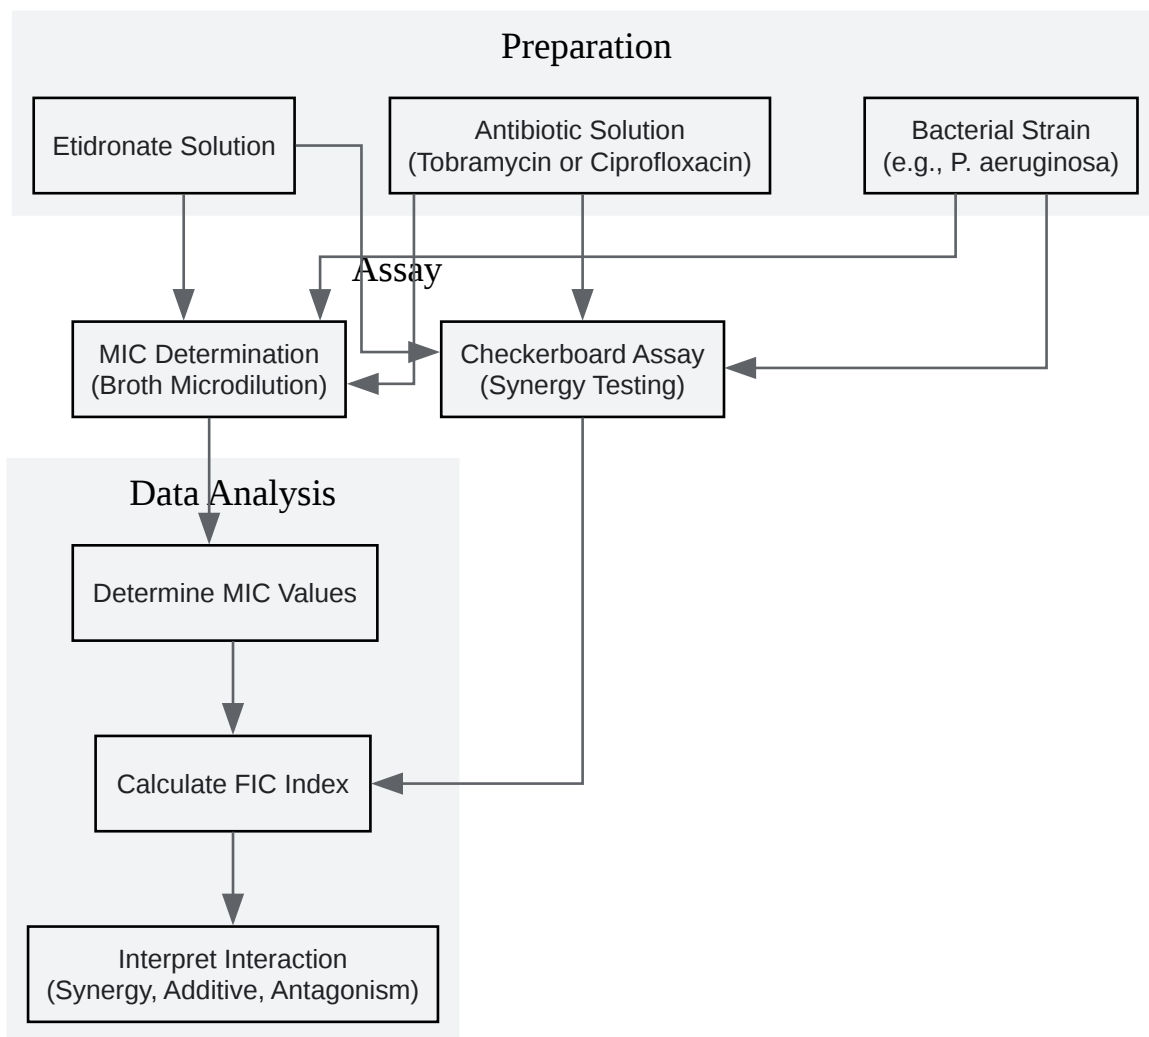 Preparation
Etidronate Solution
Antibiotic Solution
(Tobramycin or Ciprofloxacin)
Bacterial Strain
(e.g., P. aeruginosa)
Assay
MIC Determination
(Broth Microdilution)
Checkerboard Assay
(Synergy Testing)
Data Analysis
Determine MIC Values
Calculate FIC Index
Interpret Interaction
(Synergy, Additive, Antagonism)